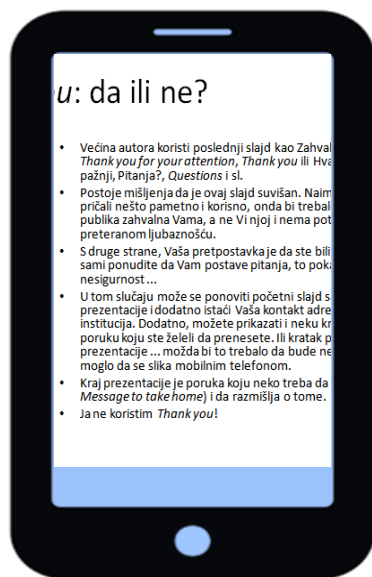 u: da ili ne?
• Većina autora koristi poslednji slajd kao Zahval
Thank you for your attention, Thank you ili Hva
pažnji, Pitanja?, Questions i sl.
• Postoje mišljenja da je ovaj slajd suvišan. Naim
pričali nešto pametno i korisno, onda bi trebal
publika zahvalna Vama, a ne Vi njoj i nema pot
preteranom ljubaznošću.
• S druge strane, Vaša pretpostavka je da ste bili
sami ponudite da Vam postave pitanja, to poka
nesigurnost ...
• U tom slučaju može se ponoviti početni slajd s
prezentacije i dodatno istaći Vaša kontakt adre
institucija. Dodatno, možete prikazati i neku kr
poruku koju ste želeli da prenesete. Ili kratak p
prezentacije ... možda bi to trebalo da bude ne
moglo da se slika mobilnim telefonom.
• Kraj prezentacije je poruka koju neko treba da
Message to take home) i da razmišlja o tome.
• Ja ne koristim Thank you!